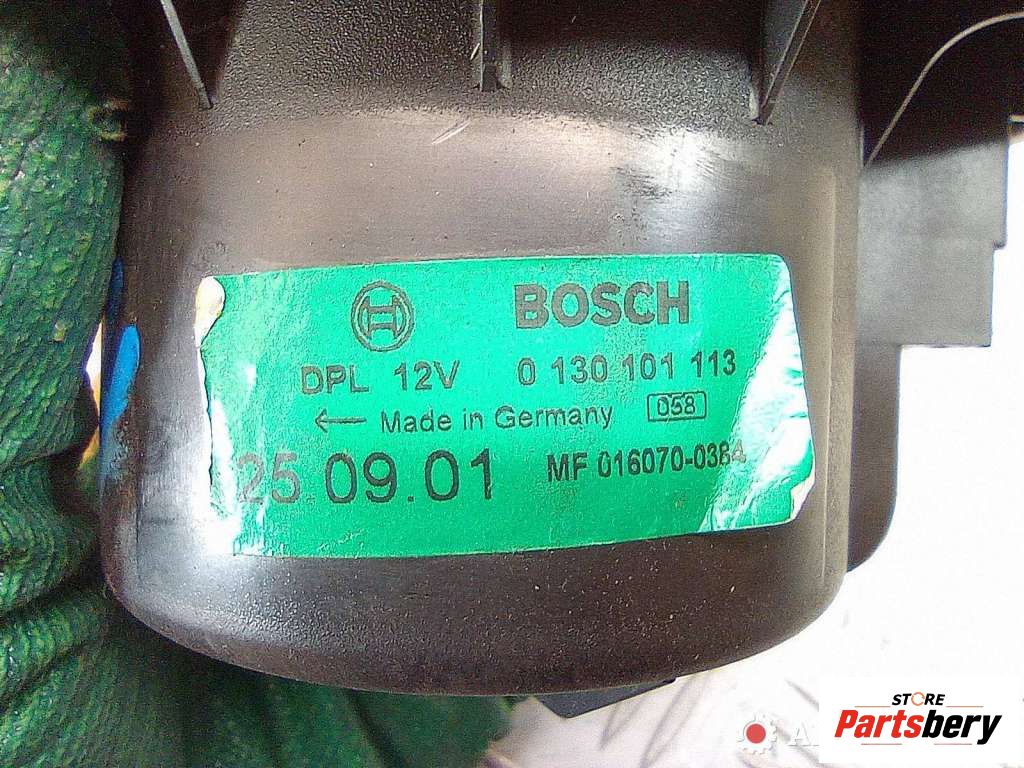 BOSCH
DPL 12V 0 130 101 113
← Made in Germany 058
25.09.01 MF 016070-0384
STORE
Partsbery